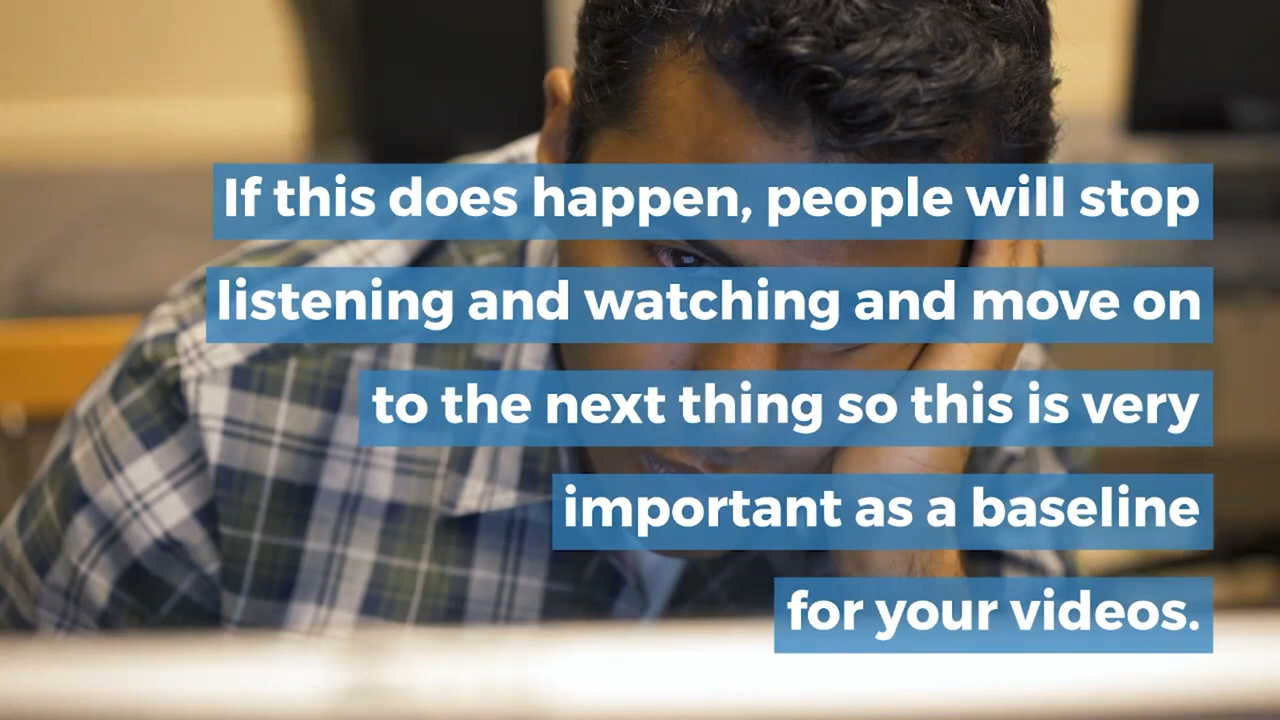 If this does happen, people will stop
listening and watching and move on
to the next thing so this is very
important as a baseline
for your videos.